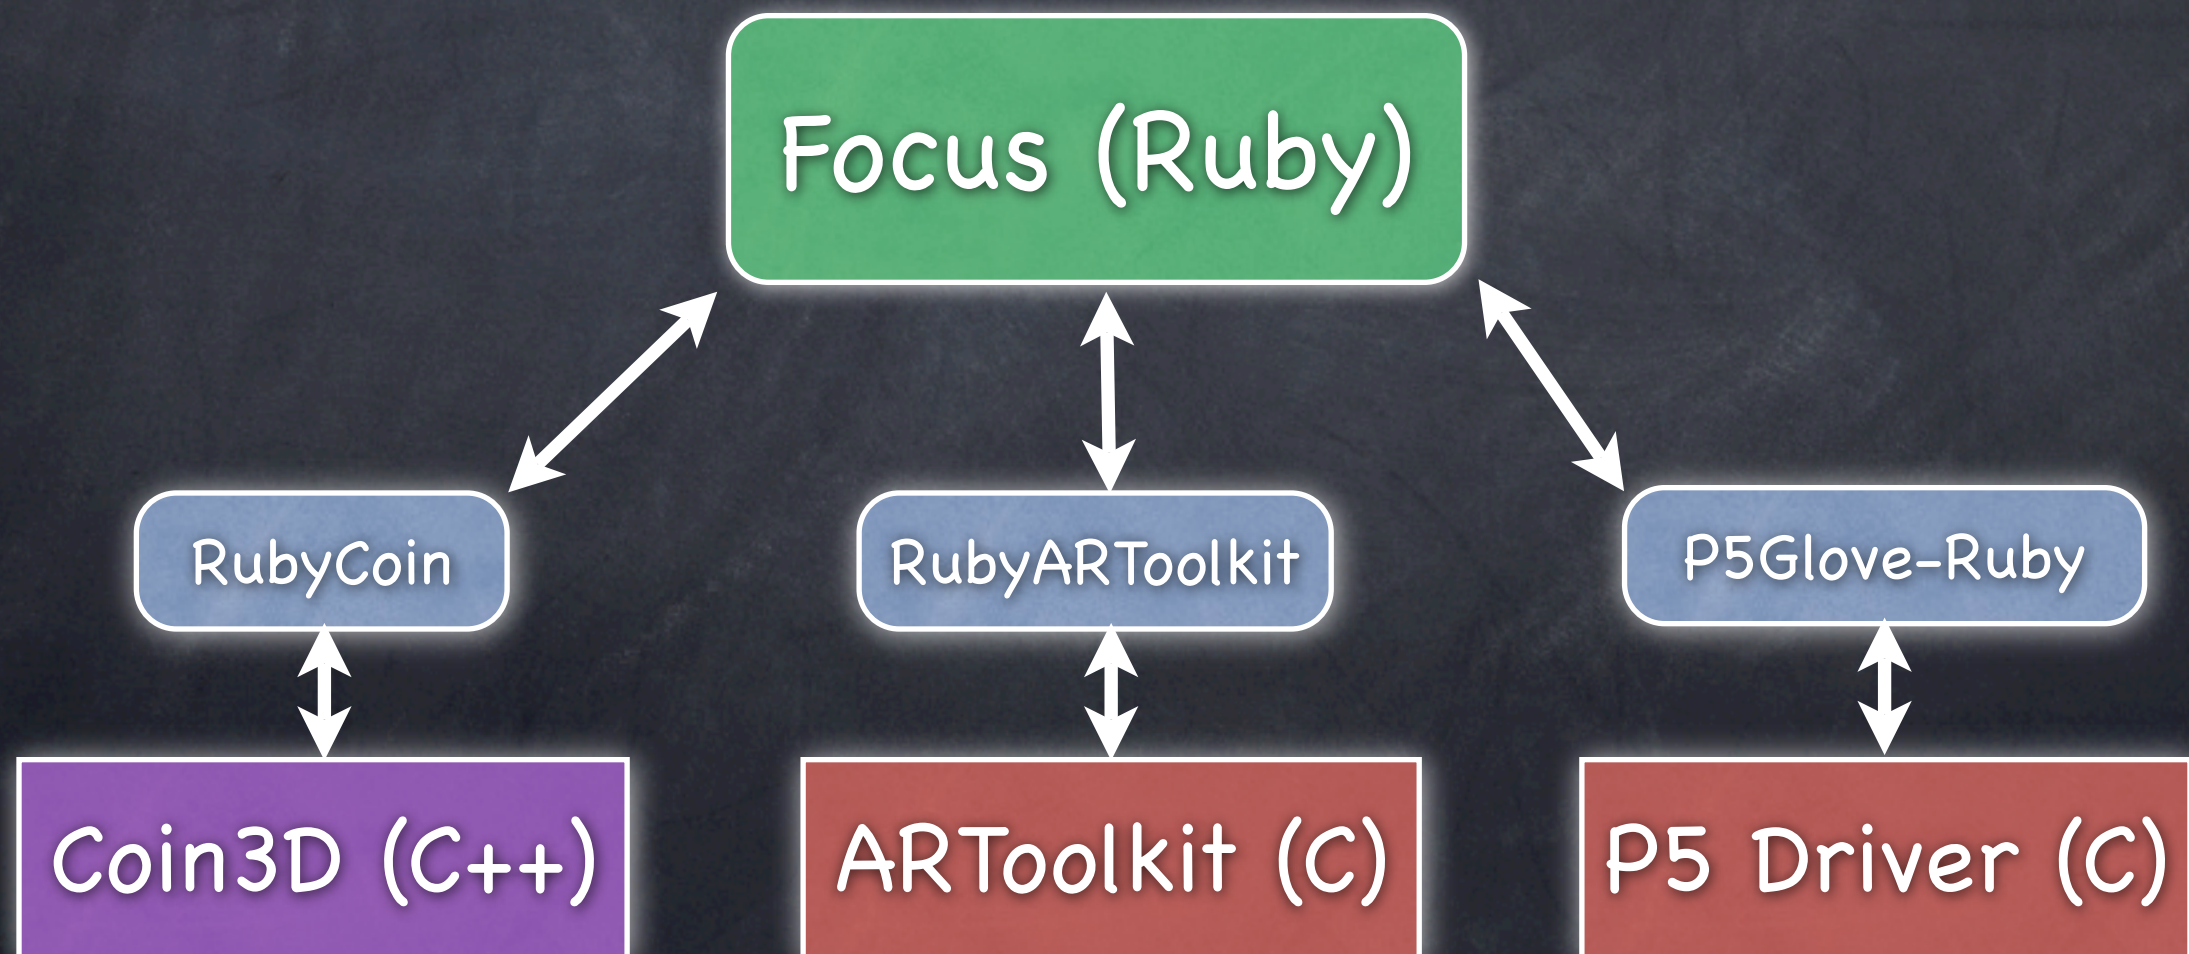 Focus (Ruby)
RubyCoin
RubyARToolkit
P5Glove-Ruby
Coin3D (C++)
ARToolkit (C)
P5 Driver (C)